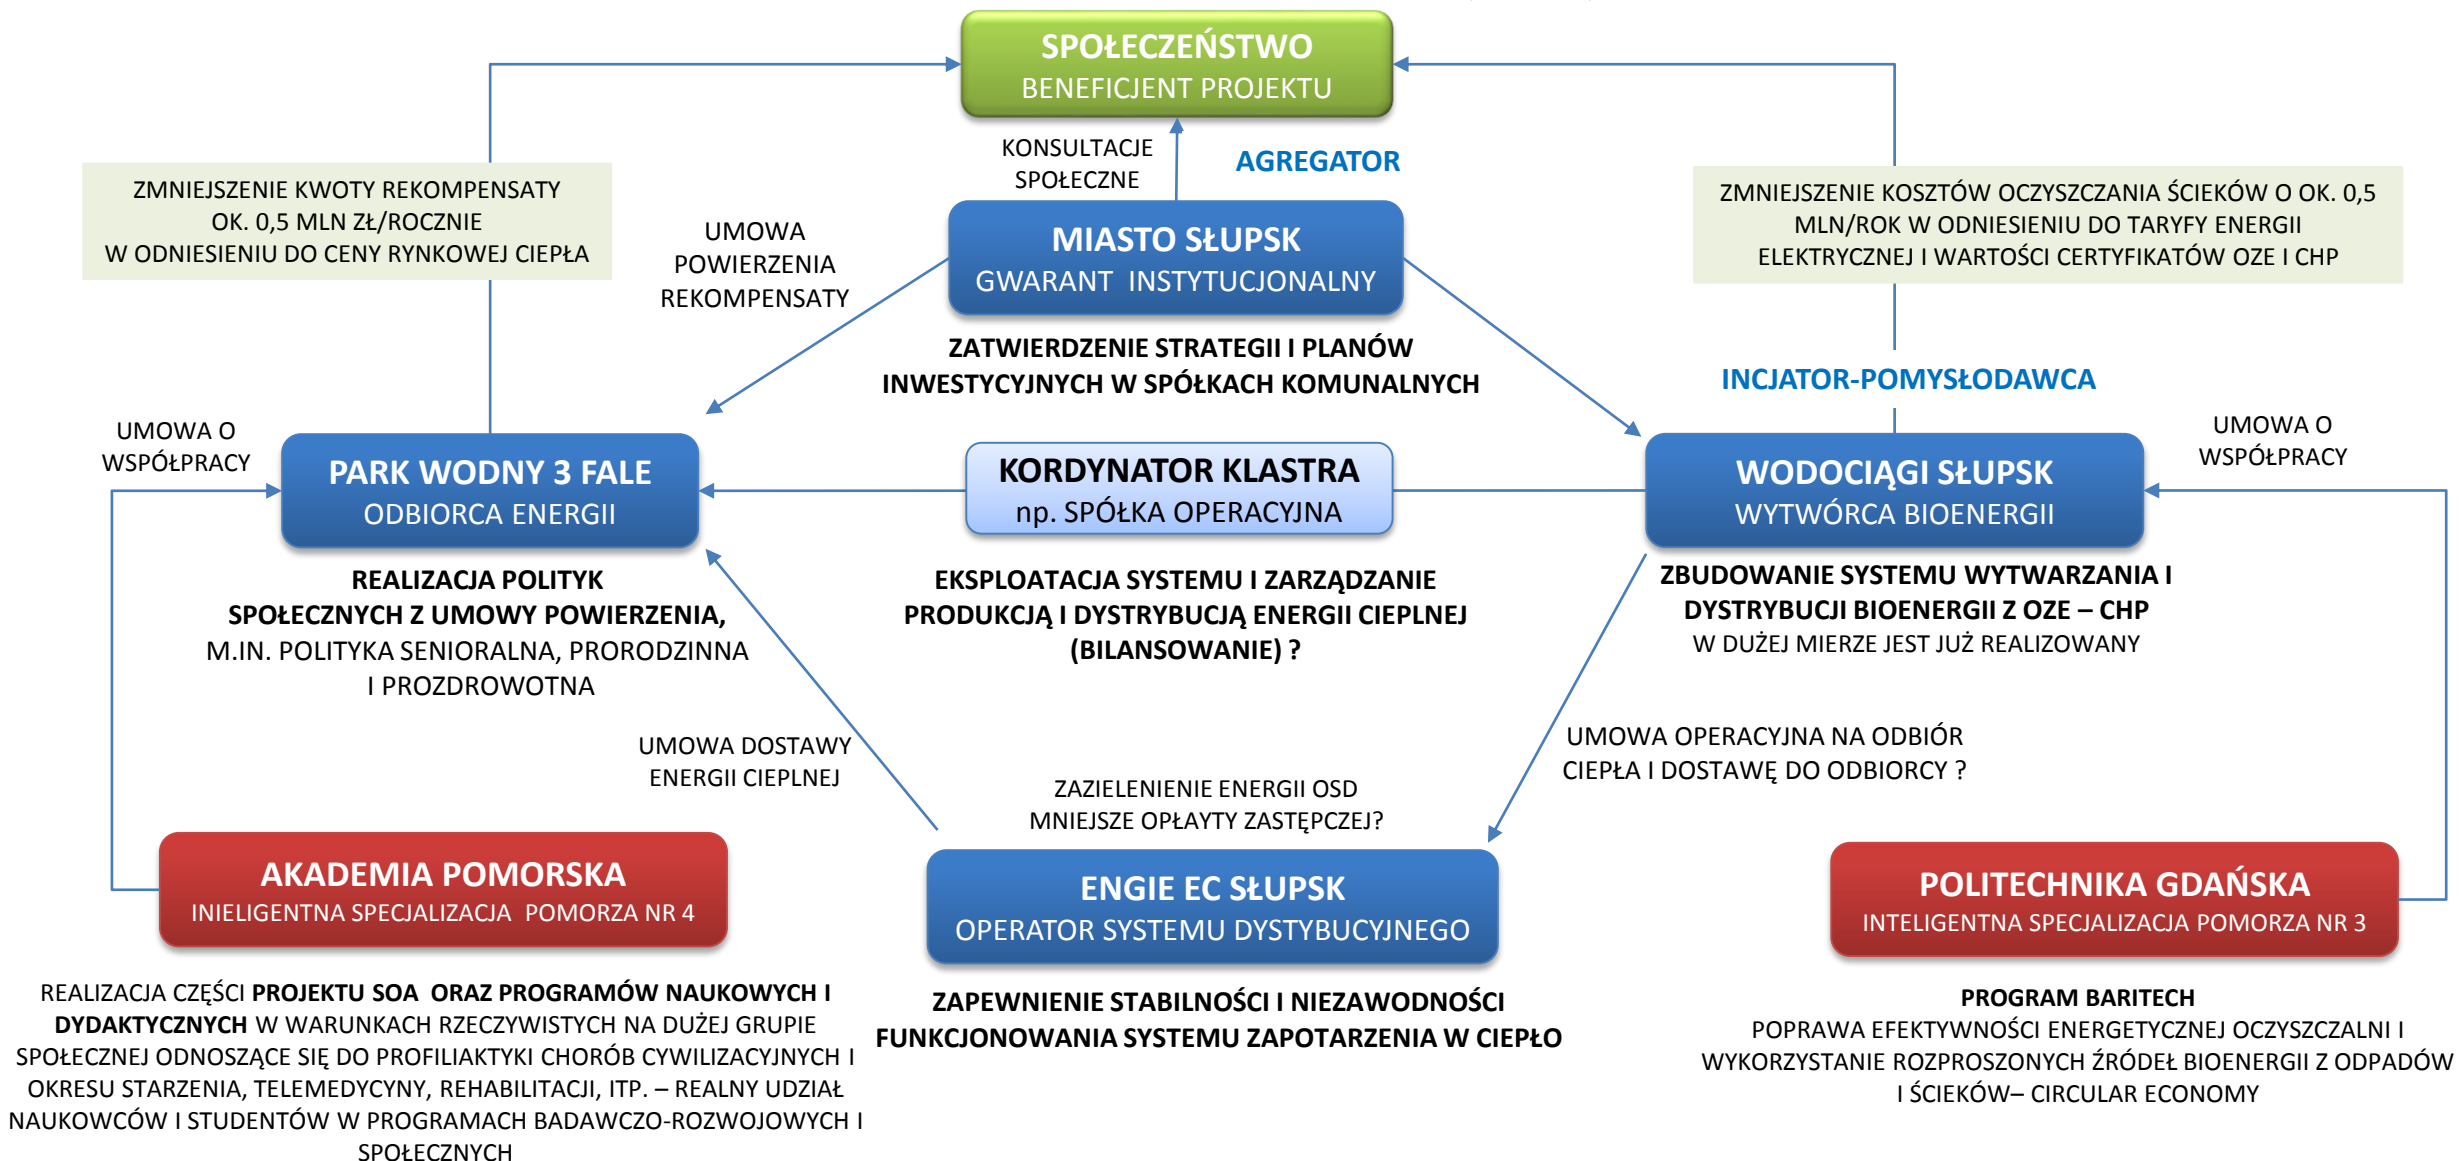 SPOŁECZEŃSTWO
BENEFICJENT PROJEKTU
KONSULTACJE
SPOŁECZNE
AGREGATOR
ZMNIEJSZENIE KWOTY REKOMPENSATY
OK. 0,5 MLN ZŁ/ROCZNIE
W ODNIESIENIU DO CENY RYNKOWEJ CIEPŁA
UMOWA
POWIERZENIA
REKOMPENSATY
MIASTO SŁUPSK
GWARANT  INSTYTUCJONALNY
ZMNIEJSZENIE KOSZTÓW OCZYSZCZANIA ŚCIEKÓW O OK. 0,5
MLN/ROK W ODNIESIENIU DO TARYFY ENERGII
ELEKTRYCZNEJ I WARTOŚCI CERTYFIKATÓW OZE I CHP
ZATWIERDZENIE STRATEGII I PLANÓW
INWESTYCYJNYCH W SPÓŁKACH KOMUNALNYCH
INCJATOR-POMYSŁODAWCA
UMOWA O
WSPÓŁPRACY
PARK WODNY 3 FALE
ODBIORCA ENERGII
KORDYNATOR KLASTRA
np. SPÓŁKA OPERACYJNA
WODOCIĄGI SŁUPSK
WYTWÓRCA BIOENERGII
UMOWA O
WSPÓŁPRACY
REALIZACJA POLITYK
SPOŁECZNYCH Z UMOWY POWIERZENIA,
M.IN. POLITYKA SENIORALNA, PRORODZINNA
I PROZDROWOTNA
EKSPLOATACJA SYSTEMU I ZARZĄDZANIE
PRODUKCJĄ I DYSTRYBUCJĄ ENERGII CIEPLNEJ
(BILANSOWANIE) ?
ZBUDOWANIE SYSTEMU WYTWARZANIA I
DYSTRYBUCJI BIOENERGII Z OZE – CHP
W DUŻEJ MIERZE JEST JUŻ REALIZOWANY
UMOWA DOSTAWY
ENERGII CIEPLNEJ
ZAZIELENIENIE ENERGII OSD
MNIEJSZE OPŁAYTY ZASTĘPCZEJ?
UMOWA OPERACYJNA NA ODBIÓR
CIEPŁA I DOSTAWĘ DO ODBIORCY ?
AKADEMIA POMORSKA
INIELIGENTNA SPECJALIZACJA  POMORZA NR 4
ENGIE EC SŁUPSK
OPERATOR SYSTEMU DYSTYBUCYJNEGO
POLITECHNIKA GDAŃSKA
INTELIGENTNA SPECJALIZACJA POMORZA NR 3
REALIZACJA CZĘŚCI PROJEKTU SOA  ORAZ PROGRAMÓW NAUKOWYCH I
DYDAKTYCZNYCH W WARUNKACH RZECZYWISTYCH NA DUŻEJ GRUPIE
SPOŁECZNEJ ODNOSZĄCE SIĘ DO PROFILIAKTYKI CHORÓB CYWILIZACYJNYCH I
OKRESU STARZENIA, TELEMEDYCYNY, REHABILITACJI, ITP. – REALNY UDZIAŁ
NAUKOWCÓW I STUDENTÓW W PROGRAMACH BADAWCZO-ROZWOJOWYCH I
SPOŁECZNYCH
ZAPEWNIENIE STABILNOŚCI I NIEZAWODNOŚCI
FUNKCJONOWANIA SYSTEMU ZAPOTARZENIA W CIEPŁO
PROGRAM BARITECH
POPRAWA EFEKTYWNOŚCI ENERGETYCZNEJ OCZYSZCZALNI I
WYKORZYSTANIE ROZPROSZONYCH ŹRÓDEŁ BIOENERGII Z ODPADÓW
I ŚCIEKÓW– CIRCULAR ECONOMY